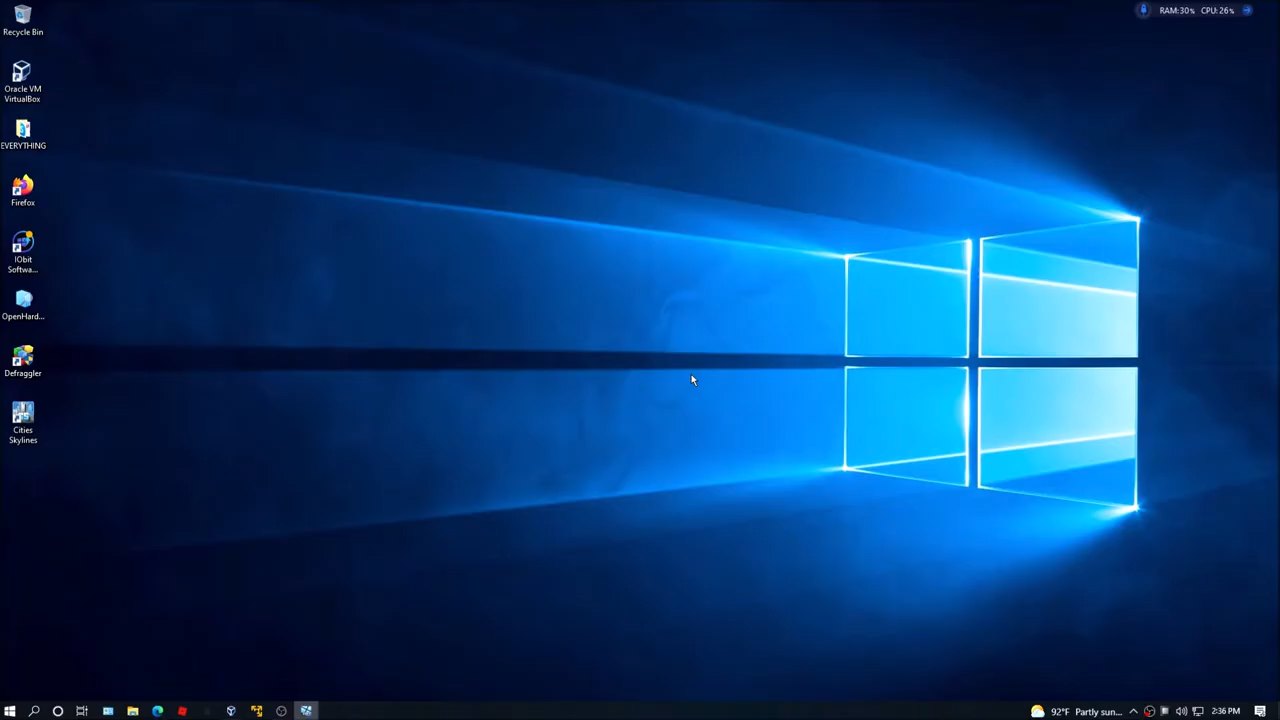 RAM:30% CPU:26%
Recycle Bin
Oracle VM
VirtualBox
EVERYTHING
Firefox
IObit
Softwa...
OpenHard...
Defraggler
Cities
Skylines
92°F Partly sun... 2:36 PM